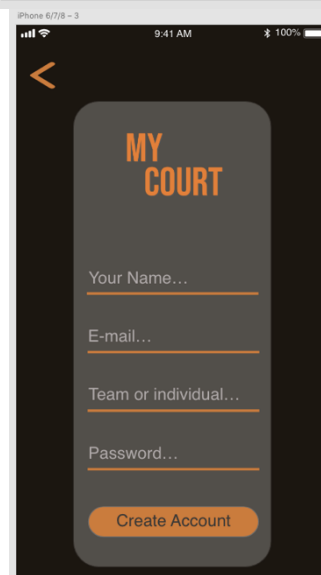 iPhone 6/7/8 – 3
9:41 AM
100%
MY
COURT
Your Name...
E-mail...
Team or individual...
Password...
Create Account